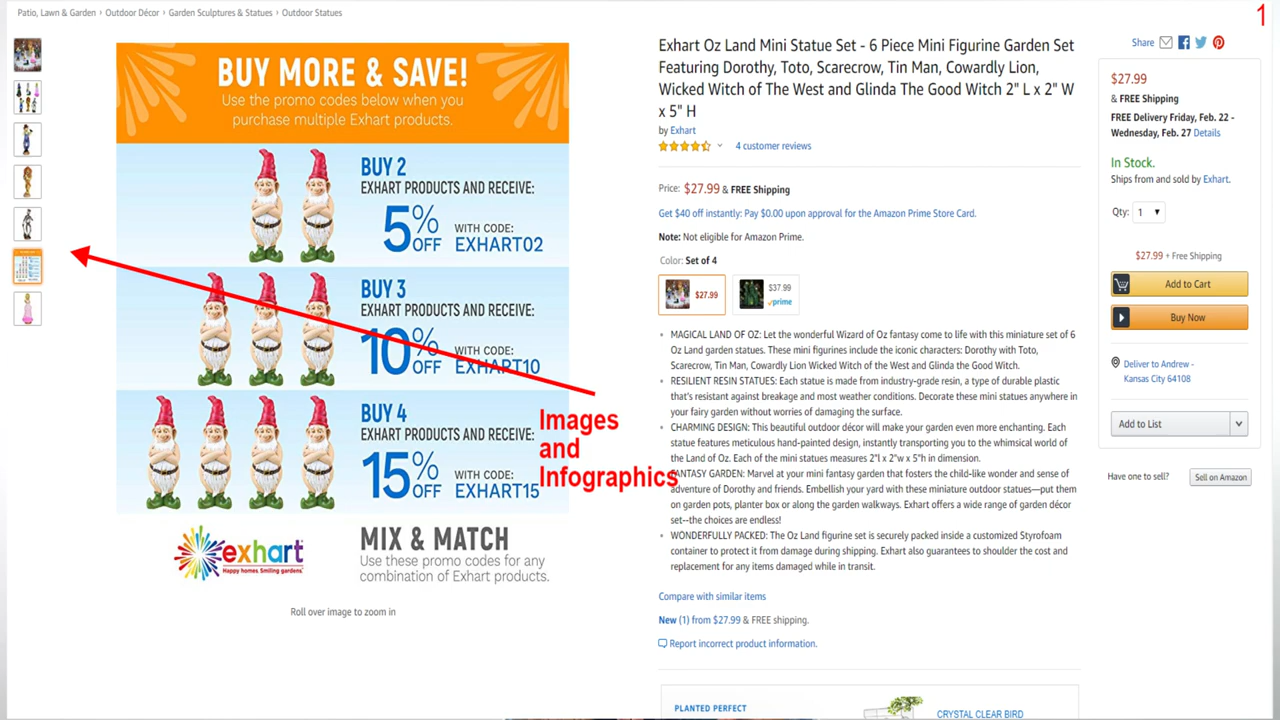 Patio, Lawn & Garden › Outdoor Décor › Garden Sculptures & Statues › Outdoor Statues
1
BUY MORE & SAVE!
Use the promo codes below when you
purchase multiple Exhart products.
BUY 2
EXHART PRODUCTS AND RECEIVE:
5% OFF WITH CODE: EXHART02
BUY 3
EXHART PRODUCTS AND RECEIVE:
10% OFF WITH CODE: EXHART10
BUY 4
EXHART PRODUCTS AND RECEIVE:
15% OFF WITH CODE: EXHART15
exhart
Happy homes. Smiling gardens.
MIX & MATCH
Use these promo codes for any
combination of Exhart products.
Roll over image to zoom in
Images
and
Infographics
Exhart Oz Land Mini Statue Set - 6 Piece Mini Figurine Garden Set
Featuring Dorothy, Toto, Scarecrow, Tin Man, Cowardly Lion,
Wicked Witch of The West and Glinda The Good Witch 2" L x 2" W
x 5" H
by Exhart
4 customer reviews
Price: $27.99 & FREE Shipping
Get $40 off instantly: Pay $0.00 upon approval for the Amazon Prime Store Card.
Note: Not eligible for Amazon Prime.
Color: Set of 4
$27.99
$37.99
prime
• MAGICAL LAND OF OZ: Let the wonderful Wizard of Oz fantasy come to life with this miniature set of 6
Oz Land garden statues. These mini figurines include the iconic characters: Dorothy with Toto,
Scarecrow, Tin Man, Cowardly Lion Wicked Witch of the West and Glinda the Good Witch.
• RESILIENT RESIN STATUES: Each statue is made from industry-grade resin, a type of durable plastic
that's resistant against breakage and most weather conditions. Decorate these mini statues anywhere in
your fairy garden without worries of damaging the surface.
• CHARMING DESIGN: This beautiful outdoor décor will make your garden even more enchanting. Each
statue features meticulous hand-painted design, instantly transporting you to the whimsical world of
the Land of Oz. Each of the mini statues measures 2"l x 2"w x 5"h in dimension.
FANTASY GARDEN: Marvel at your mini fantasy garden that fosters the child-like wonder and sense of
adventure of Dorothy and friends. Embellish your yard with these miniature outdoor statues—put them
on garden pots, planter box or along the garden walkways. Exhart offers a wide range of garden décor
set--the choices are endless!
• WONDERFULLY PACKED: The Oz Land figurine set is securely packed inside a customized Styrofoam
container to protect it from damage during shipping. Exhart also guarantees to shoulder the cost and
replacement for any items damaged while in transit.
Compare with similar items
New (1) from $27.99 & FREE shipping.
Report incorrect product information.
PLANTED PERFECT
CRYSTAL CLEAR BIRD
Share
$27.99
& FREE Shipping
FREE Delivery Friday, Feb. 22 -
Wednesday, Feb. 27 Details
In Stock.
Ships from and sold by Exhart.
Qty: 1
$27.99 + Free Shipping
Add to Cart
Buy Now
Deliver to Andrew -
Kansas City 64108
Add to List
Have one to sell? Sell on Amazon